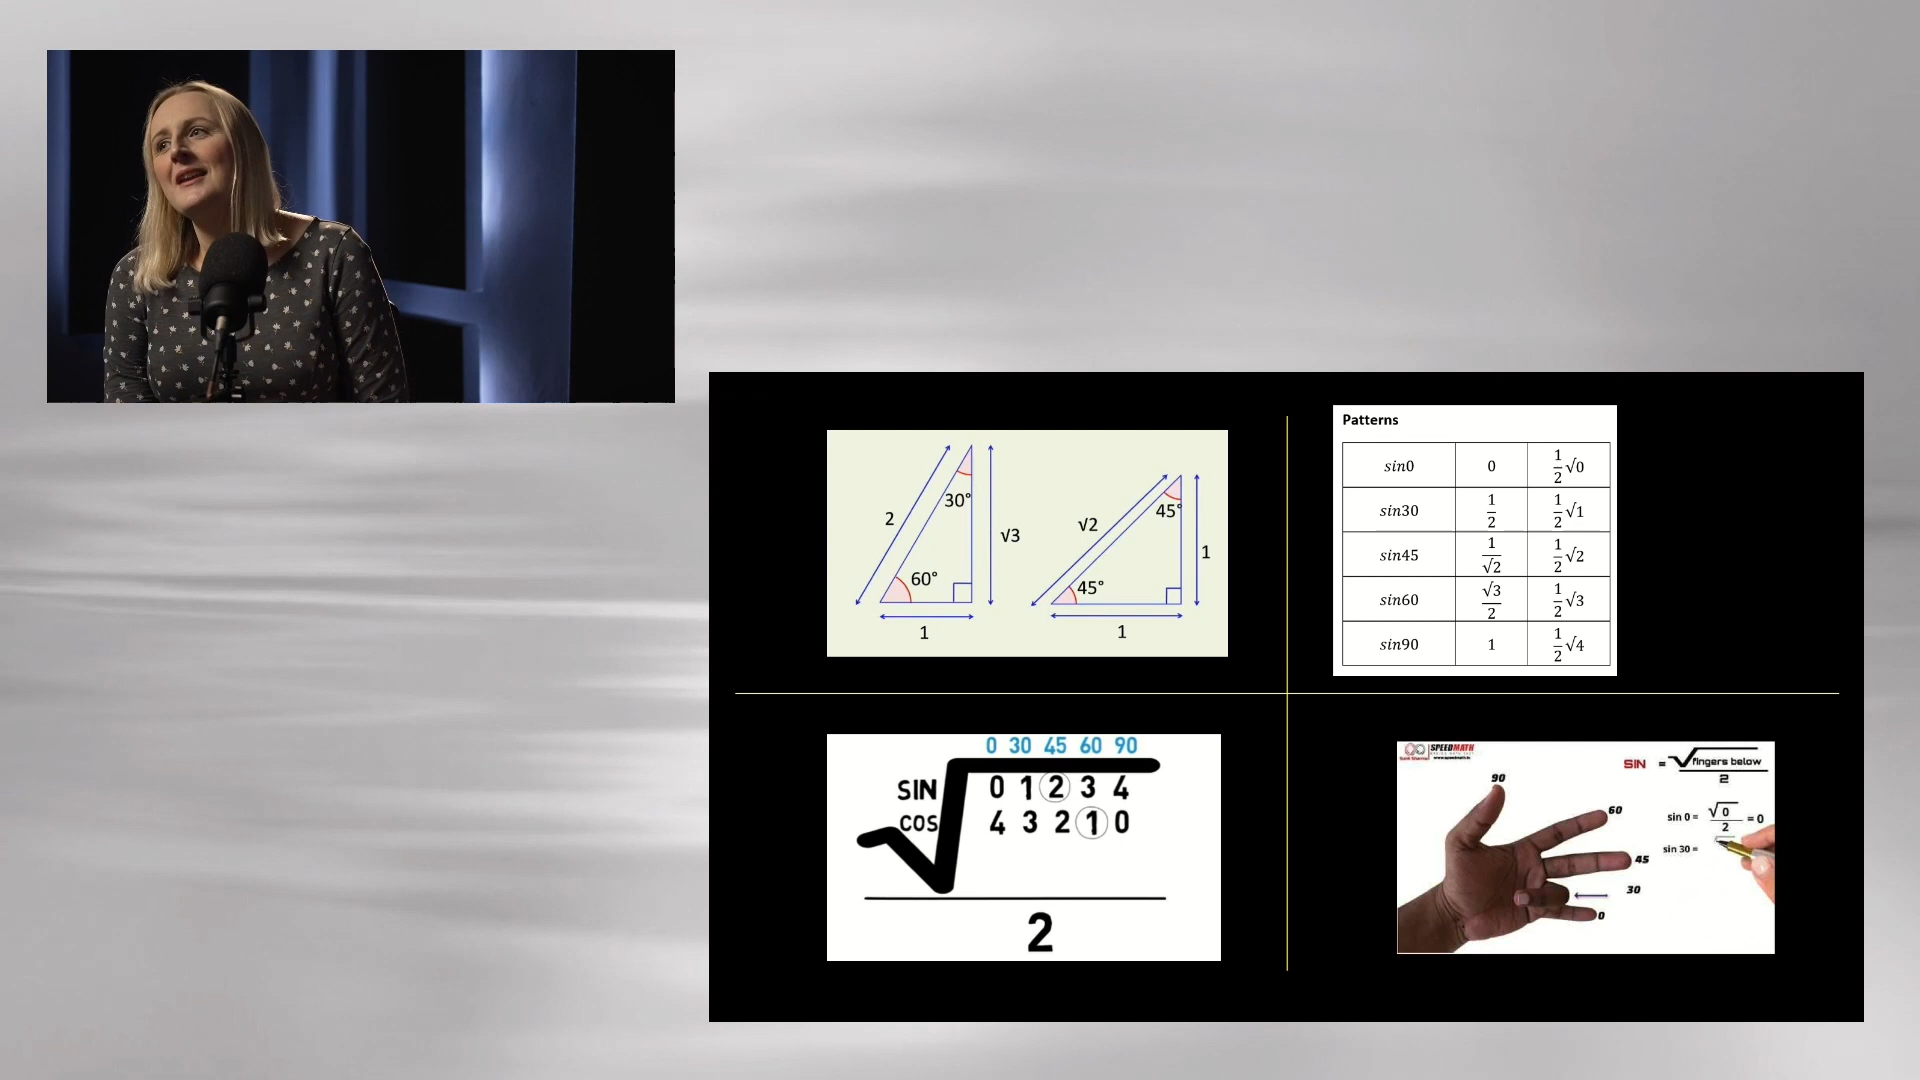 2
30°
√3
60°
1
√2
45°
1
45°
1
Patterns
sin0 0 1/2 √0
sin30 1/2 1/2 √1
sin45 1/√2 1/2 √2
sin60 √3/2 1/2 √3
sin90 1 1/2 √4
0 30 45 60 90
SIN 0 1 2 3 4
COS 4 3 2 1 0
2
SPEEDMATH
SIN = √fingers below
2
90
60
45
30
0
sin 0 = √0/2 = 0
sin 30 =